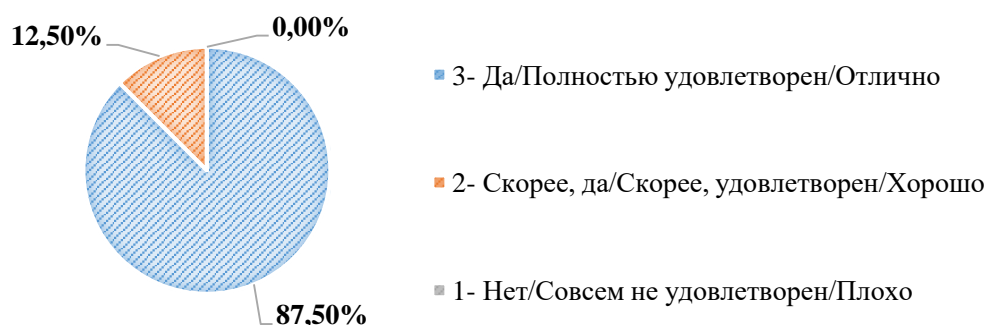 12,50%
0,00%
87,50%
3- Да/Полностью удовлетворен/Отлично
2- Скорее, да/Скорее, удовлетворен/Хорошо
1- Нет/Совсем не удовлетворен/Плохо